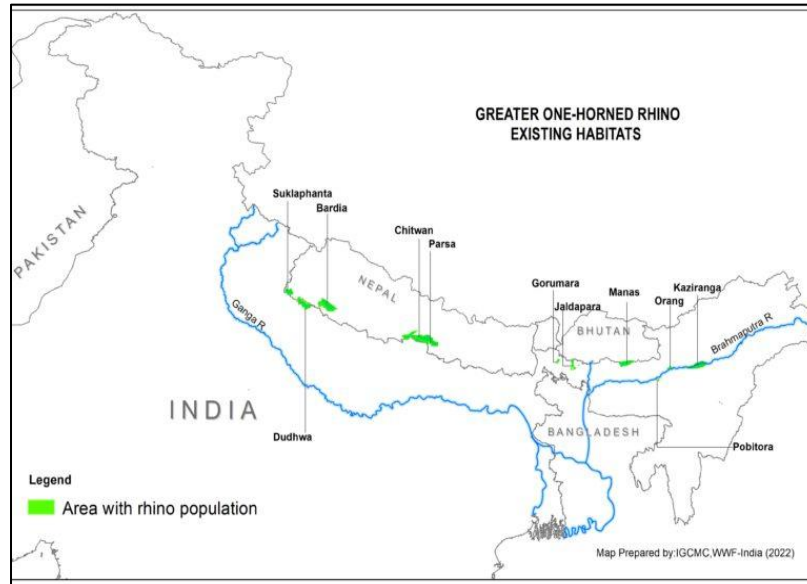 GREATER ONE-HORNED RHINO
EXISTING HABITATS
Suklaphanta
Bardia
Chitwan
Parsa
PAKISTAN
NEPAL
Gorumara
Jaldapara
Manas
Orang
Kaziranga
BHUTAN
Brahmaputra R
Ganga R
INDIA
Dudhwa
BANGLADESH
Pobitora
Legend
Area with rhino population
Map Prepared by:IGCMC,WWF-India (2022)